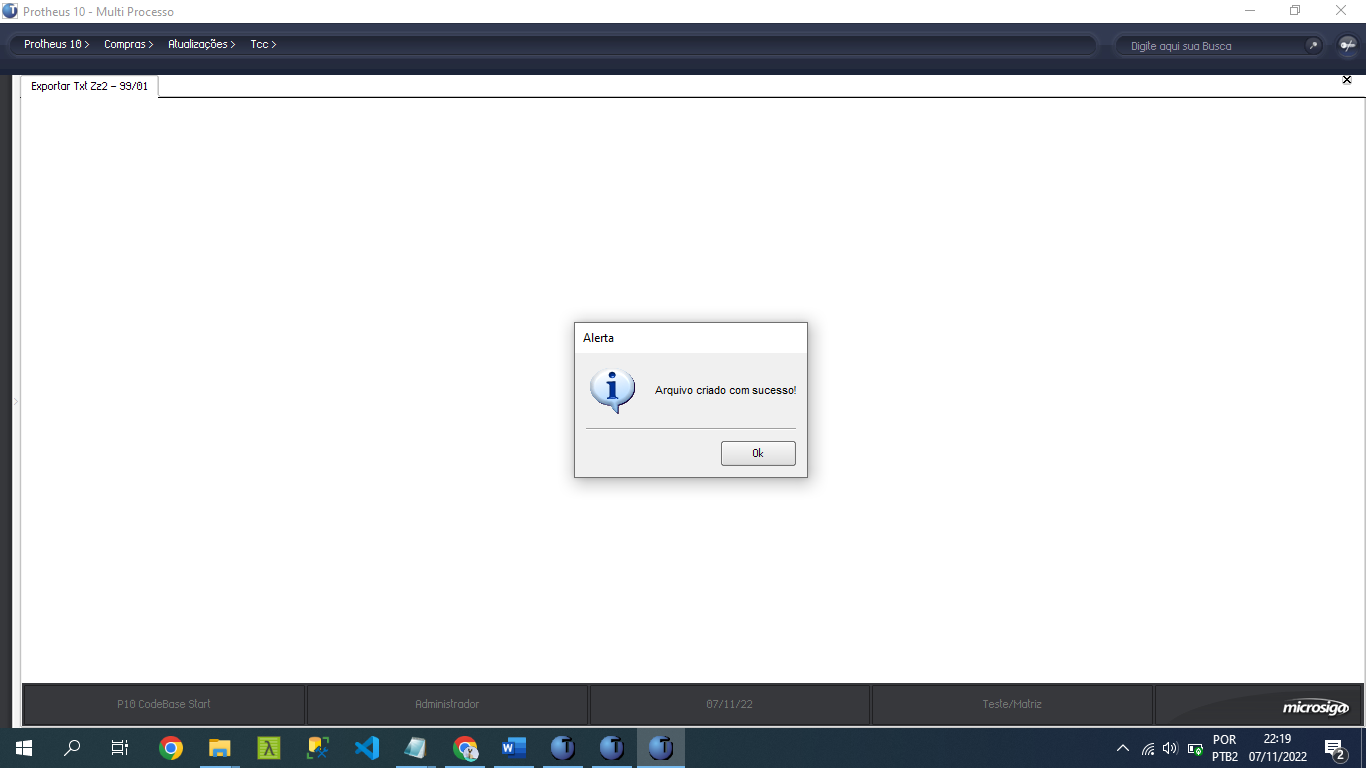 Protheus 10 - Multi Processo
Protheus 10 > Compras > Atualizações > Tcc >
Digite aqui sua Busca
Exportar Txt Zz2 - 99/01
Alerta
Arquivo criado com sucesso!
Ok
P10 CodeBase Start Administrador 07/11/22 Teste/Matriz microsiga
POR 22:19
PTB2 07/11/2022 2